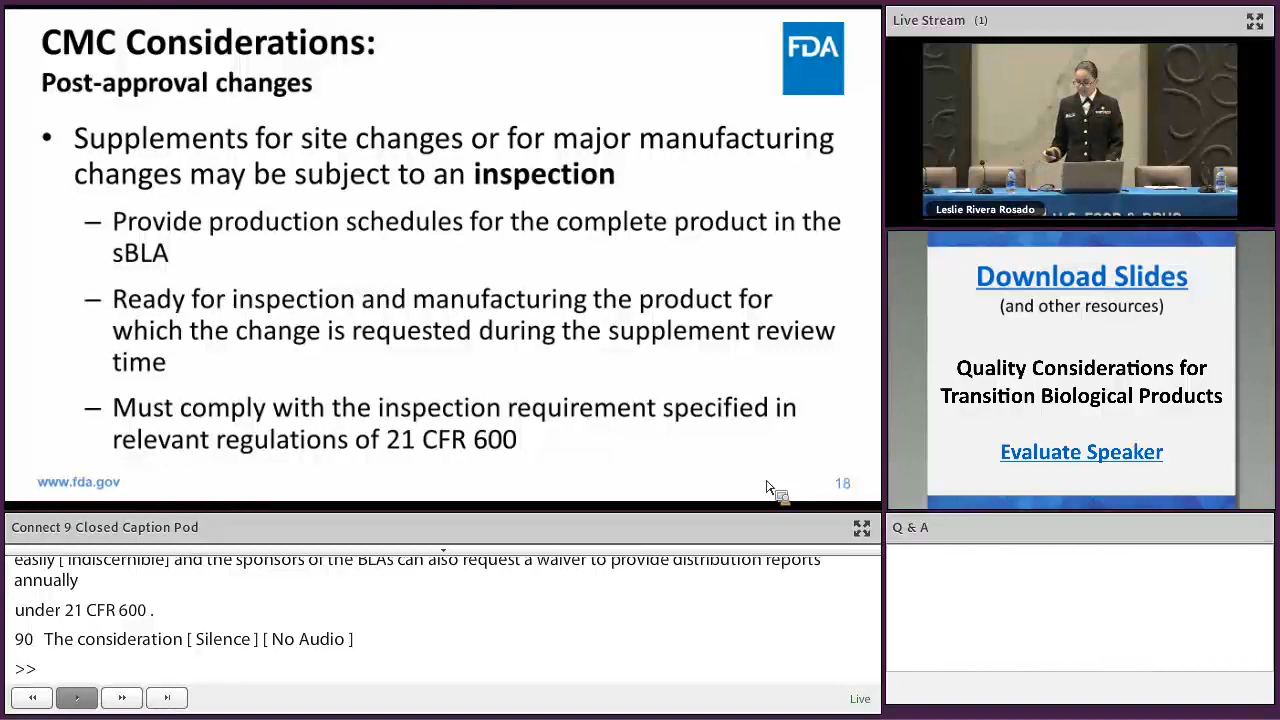 CMC Considerations:
Post-approval changes
FDA
• Supplements for site changes or for major manufacturing
changes may be subject to an inspection
– Provide production schedules for the complete product in the
sBLA
– Ready for inspection and manufacturing the product for
which the change is requested during the supplement review
time
– Must comply with the inspection requirement specified in
relevant regulations of 21 CFR 600
www.fda.gov
18
Live Stream (1)
Leslie Rivera Rosado
U.S. FOOD & DRUG
Download Slides
(and other resources)
Quality Considerations for
Transition Biological Products
Evaluate Speaker
Connect 9 Closed Caption Pod
easily [ indiscernible] and the sponsors of the BLAs can also request a waiver to provide distribution reports
annually
under 21 CFR 600 .
90 The consideration [ Silence ] [ No Audio ]
>>
Live
Q & A